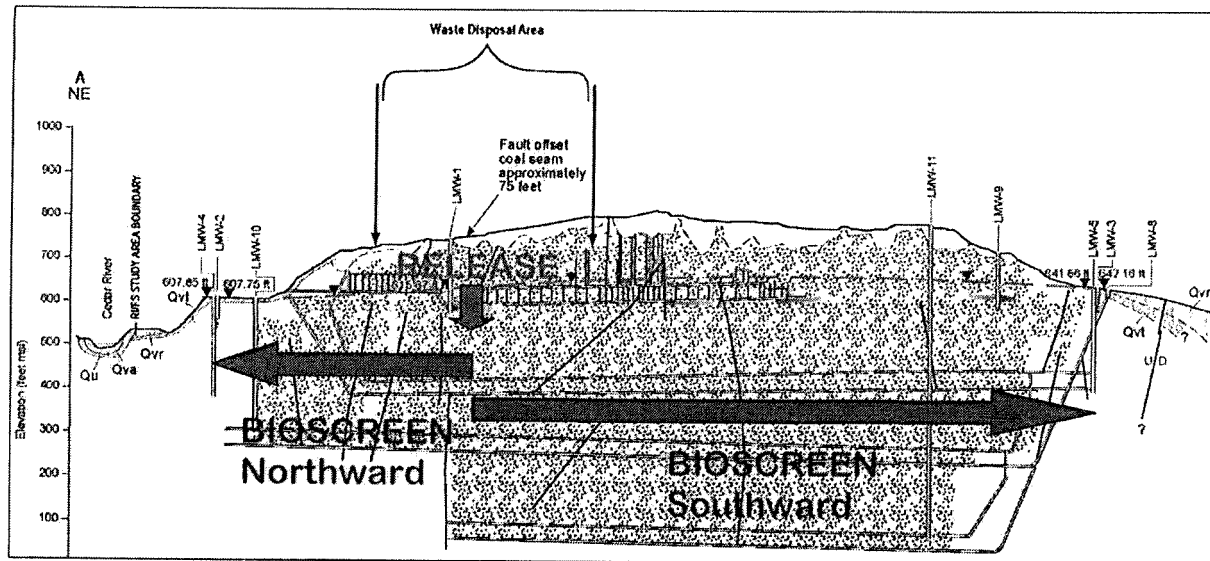 Waste Disposal Area
A
NE
Fault offset
coal seam
approximately
75 feet
1000
900
800
700
600
500
400
300
200
100
Elevation (feet msl)
Cedar River
RI/FS STUDY AREA BOUNDARY
LMW-4
LMW-2
LMW-10
LMW-1
LMW-11
LMW-9
LMW-3
LMW-8
607.85 ft
607.75 ft
641.66 ft
647.16 ft
RELEASE
Qvt
Qu
Qva
Qvr
Qvt
Qvr
?
U D
?
BIOSCREEN
Northward
BIOSCREEN
Southward